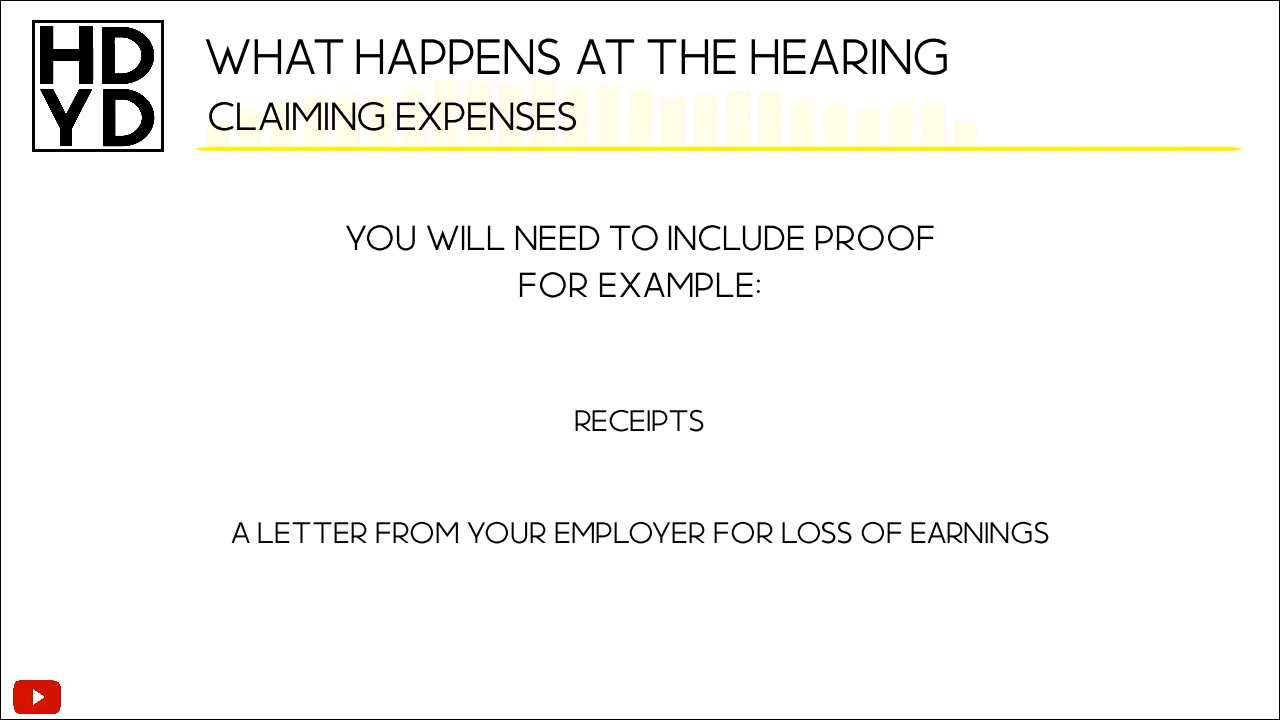 HD
YD
WHAT HAPPENS AT THE HEARING
CLAIMING EXPENSES
YOU WILL NEED TO INCLUDE PROOF
FOR EXAMPLE:
RECEIPTS
A LETTER FROM YOUR EMPLOYER FOR LOSS OF EARNINGS